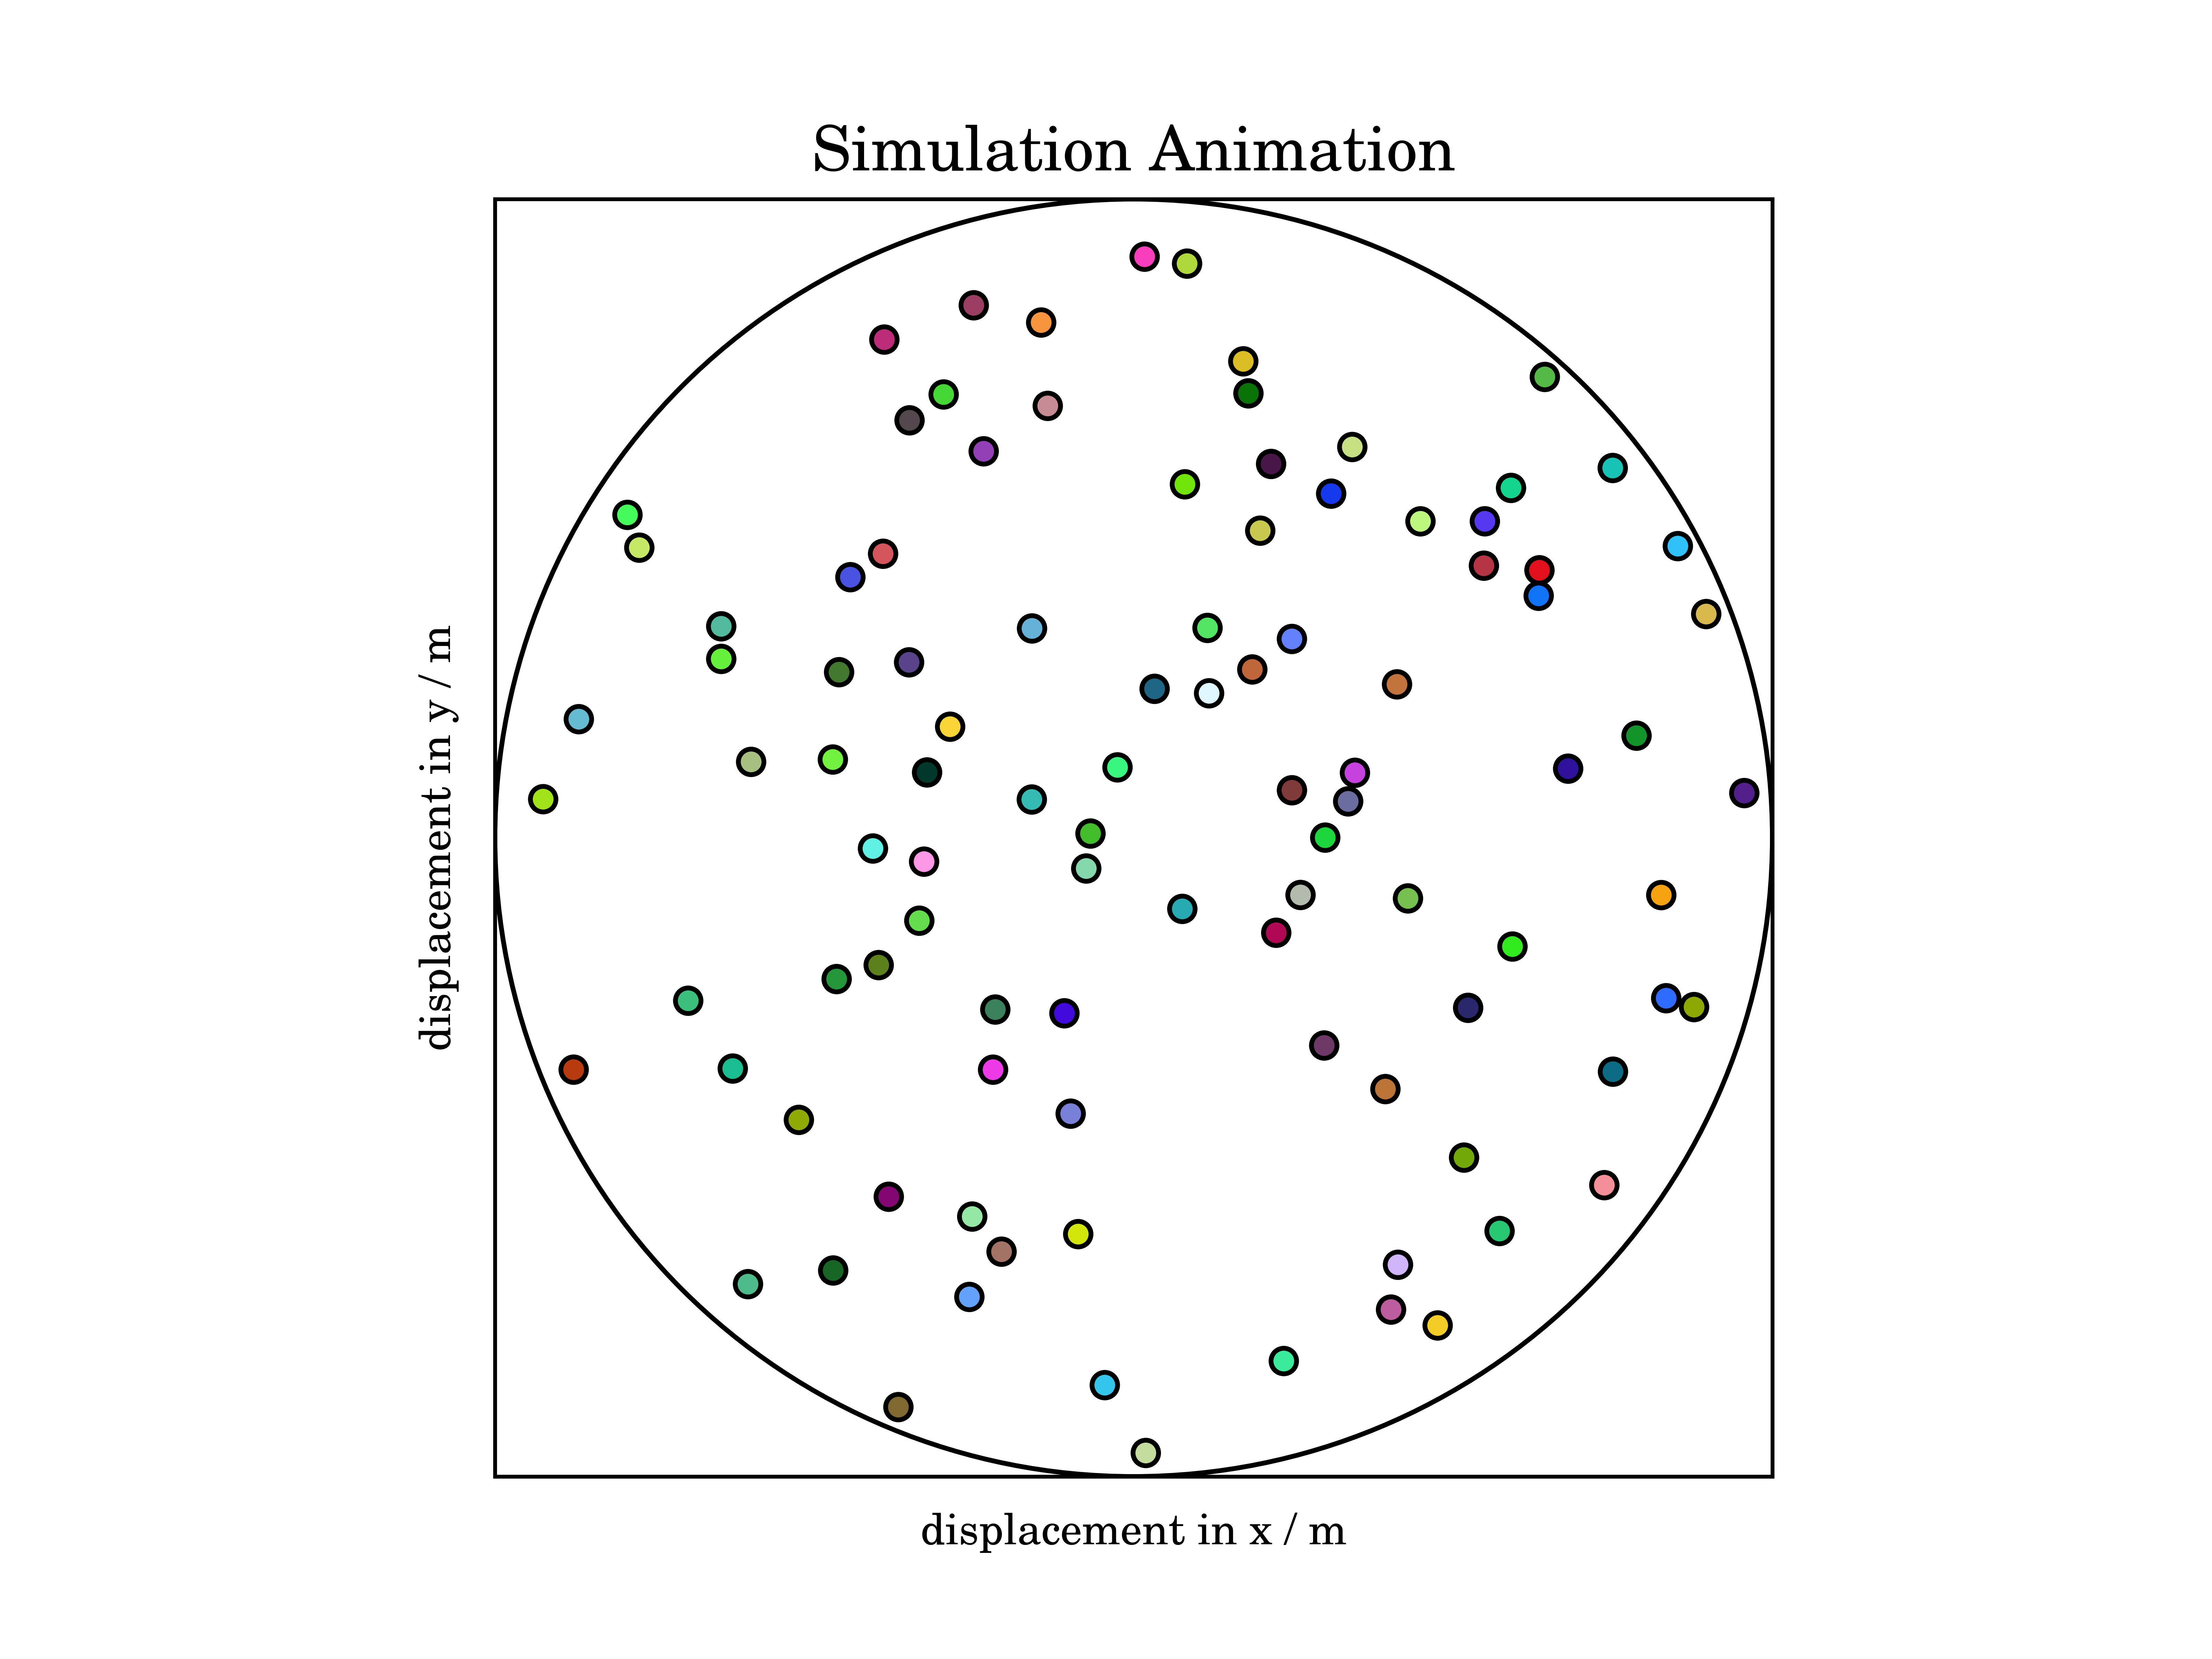 Simulation Animation
displacement in y / m
displacement in x / m